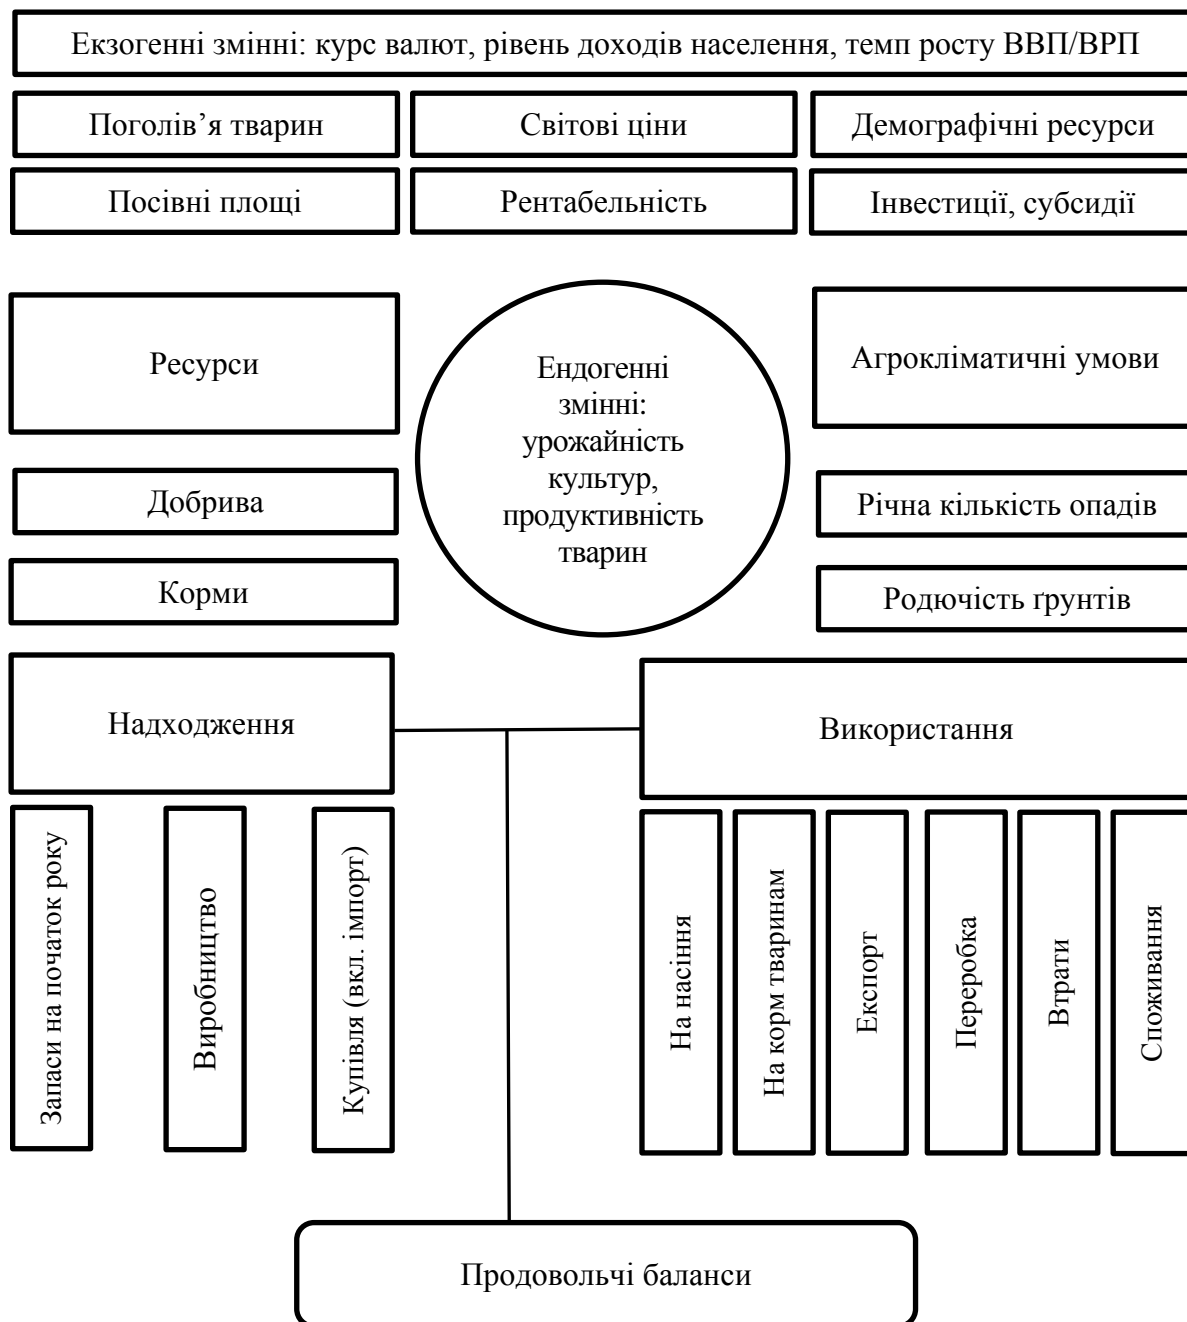 Екзогенні змінні: курс валют, рівень доходів населення, темп росту ВВП/ВРП
Поголів’я тварин
Світові ціни
Демографічні ресурси
Посівні площі
Рентабельність
Інвестиції, субсидії
Ресурси
Ендогенні
змінні:
урожайність
культур,
продуктивність
тварин
Агрокліматичні умови
Добрива
Річна кількість опадів
Корми
Родючість ґрунтів
Надходження
Використання
Запаси на початок року
Виробництво
Купівля (вкл. імпорт)
На насіння
На корм тваринам
Експорт
Переробка
Втрати
Споживання
Продовольчі баланси